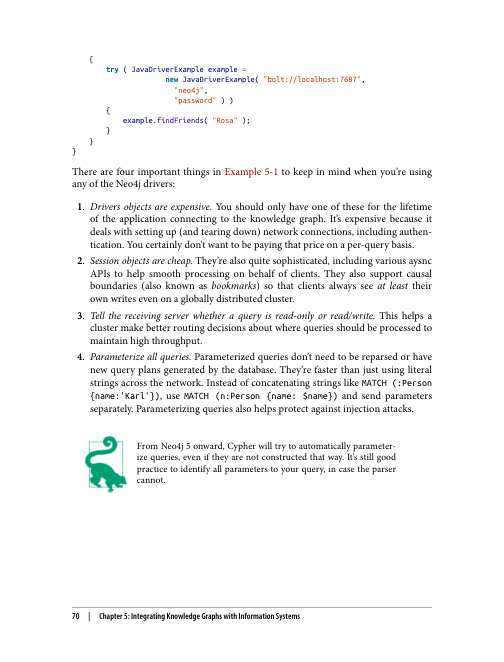 {
try ( JavaDriverExample example =
new JavaDriverExample( "bolt://localhost:7687",
"neo4j",
"password" ) )
{
example.findFriends( "Rosa" );
}
}
}
There are four important things in Example 5-1 to keep in mind when you're using
any of the Neo4j drivers:
1. Drivers objects are expensive. You should only have one of these for the lifetime
of the application connecting to the knowledge graph. It's expensive because it
deals with setting up (and tearing down) network connections, including authen-
tication. You certainly don't want to be paying that price on a per-query basis.
2. Session objects are cheap. They're also quite sophisticated, including various aysnc
APIs to help smooth processing on behalf of clients. They also support causal
boundaries (also known as bookmarks) so that clients always see at least their
own writes even on a globally distributed cluster.
3. Tell the receiving server whether a query is read-only or read/write. This helps a
cluster make better routing decisions about where queries should be processed to
maintain high throughput.
4. Parameterize all queries. Parameterized queries don't need to be reparsed or have
new query plans generated by the database. They're faster than just using literal
strings across the network. Instead of concatenating strings like MATCH (:Person
{name:'Karl'}), use MATCH (n:Person {name: $name}) and send parameters
separately. Parameterizing queries also helps protect against injection attacks.
From Neo4j 5 onward, Cypher will try to automatically parameter-
ize queries, even if they are not constructed that way. It's still good
practice to identify all parameters to your query, in case the parser
cannot.
70 | Chapter 5: Integrating Knowledge Graphs with Information Systems